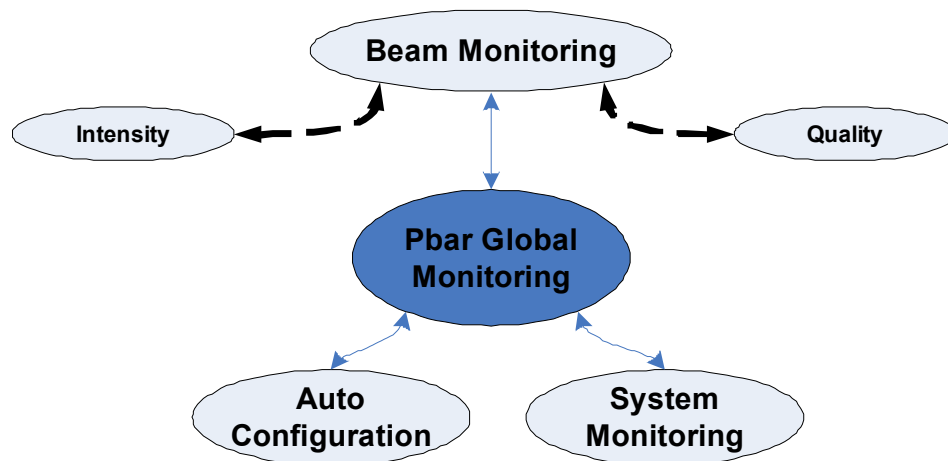 Beam Monitoring
Intensity
Quality
Pbar Global
Monitoring
Auto
Configuration
System
Monitoring